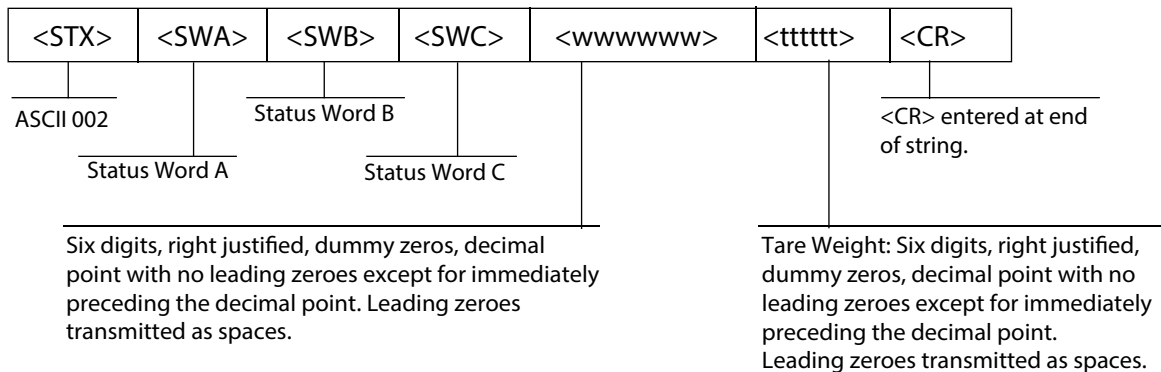 <STX> <SWA> <SWB> <SWC> <wwwwww> <tttttt> <CR>
ASCII 002
Status Word A
Status Word B
Status Word C
Six digits, right justified, dummy zeros, decimal
point with no leading zeroes except for immediately
preceding the decimal point. Leading zeroes
transmitted as spaces.
Tare Weight: Six digits, right justified,
dummy zeros, decimal point with no
leading zeroes except for immediately
preceding the decimal point.
Leading zeroes transmitted as spaces.
<CR> entered at end
of string.